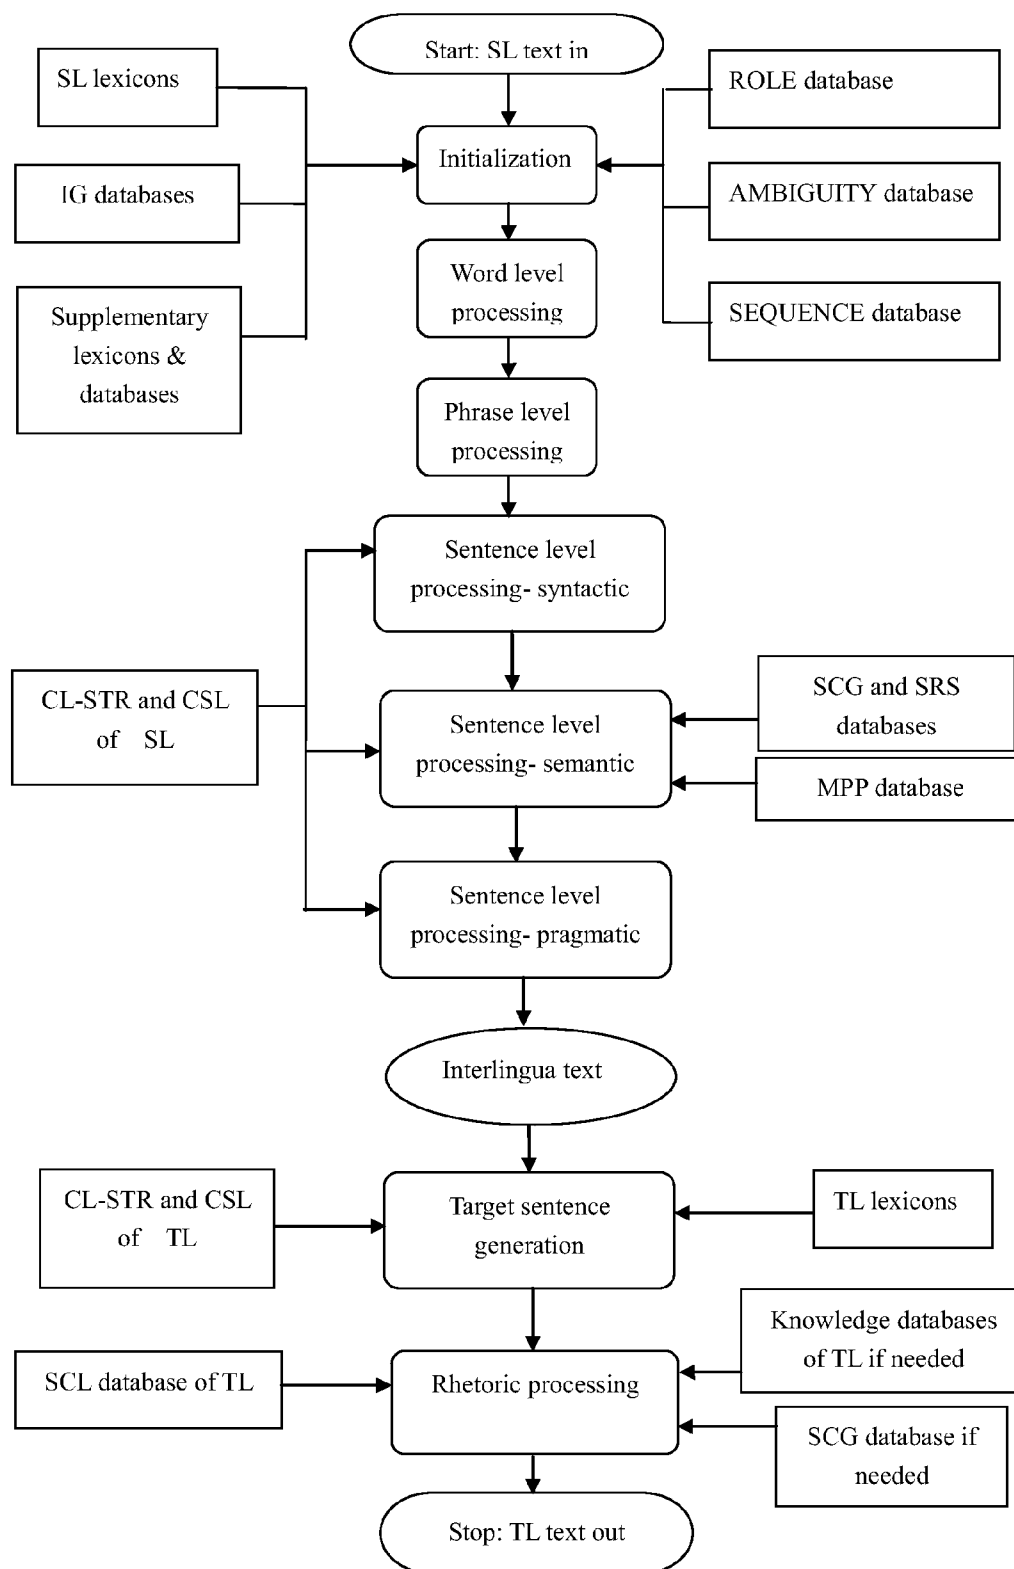 Start: SL text in
SL lexicons
ROLE database
Initialization
IG databases
AMBIGUITY database
Word level
processing
Supplementary
lexicons &
databases
SEQUENCE database
Phrase level
processing
Sentence level
processing- syntactic
CL-STR and CSL
of SL
Sentence level
processing- semantic
SCG and SRS
databases
MPP database
Sentence level
processing- pragmatic
Interlingua text
CL-STR and CSL
of TL
Target sentence
generation
TL lexicons
Knowledge databases
of TL if needed
SCL database of TL
Rhetoric processing
SCG database if
needed
Stop: TL text out